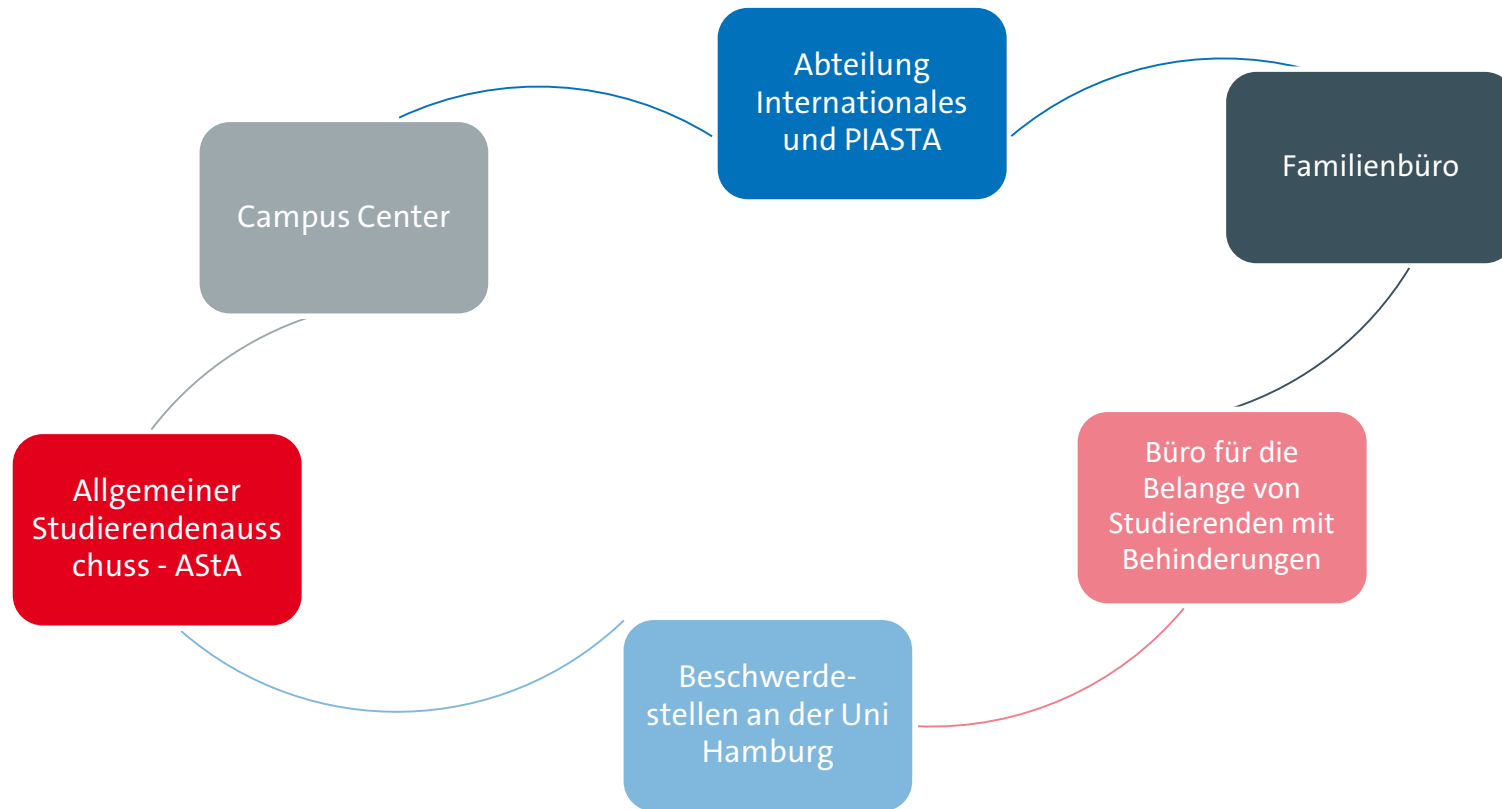 Abteilung
Internationales
und PIASTA
Familienbüro
Campus Center
Büro für die
Belange von
Studierenden mit
Behinderungen
Allgemeiner
Studierendenauss
chuss - AStA
Beschwerde-
stellen an der Uni
Hamburg